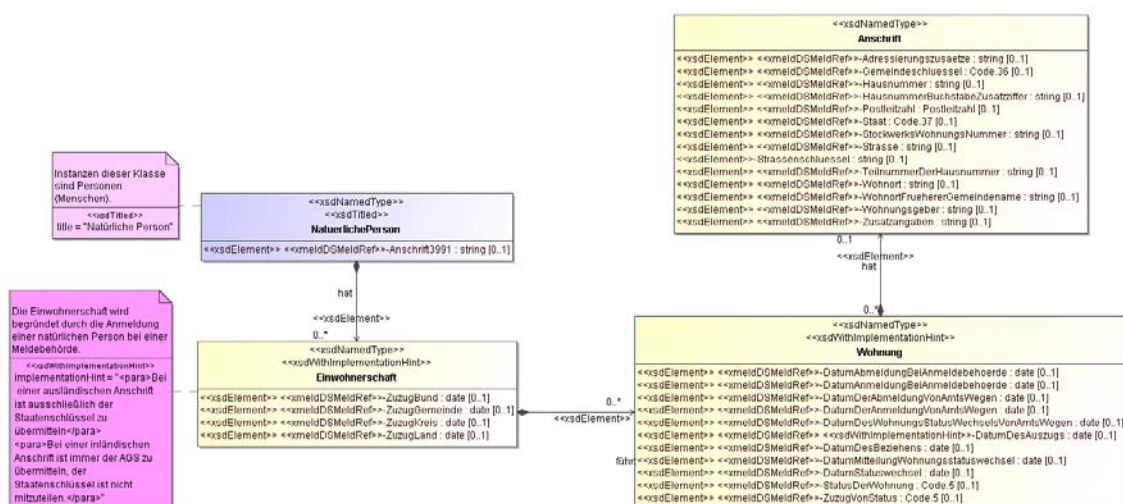 <<xsdNamedType>>
Anschrift
<<xsdElement>> <<xmeldDSMeldRef>>-Adressierungszusaetze : string [0..1]
<<xsdElement>> <<xmeldDSMeldRef>>-Gemeindeschluessel : Code.36 [0..1]
<<xsdElement>> <<xmeldDSMeldRef>>-Hausnummer : string [0..1]
<<xsdElement>> <<xmeldDSMeldRef>>-HausnummerBuchstabeZusatzziffer : string [0..1]
<<xsdElement>> <<xmeldDSMeldRef>>-Postleitzahl : Postleitzahl [0..1]
<<xsdElement>> <<xmeldDSMeldRef>>-Staat : Code.37 [0..1]
<<xsdElement>> <<xmeldDSMeldRef>>-StockwerksWohnungsNummer : string [0..1]
<<xsdElement>> <<xmeldDSMeldRef>>-Strasse : string [0..1]
<<xsdElement>>-Strassenschluessel : string [0..1]
<<xsdElement>> <<xmeldDSMeldRef>>-TeilnummerDerHausnummer : string [0..1]
<<xsdElement>> <<xmeldDSMeldRef>>-Wohnort : string [0..1]
<<xsdElement>> <<xmeldDSMeldRef>>-WohnortFruehererGemeindename : string [0..1]
<<xsdElement>> <<xmeldDSMeldRef>>-Wohnungsgeber : string [0..1]
<<xsdElement>> <<xmeldDSMeldRef>>-Zusatzangaben : string [0..1]
Instanzen dieser Klasse
sind Personen
(Menschen).
<<xsdTitled>>
title = "Natürliche Person"
<<xsdNamedType>>
<<xsdTitled>>
NatuerlichePerson
<<xsdElement>> <<xmeldDSMeldRef>>-Anschrift3991 : string [0..1]
0..1
<<xsdElement>>
hat
0..*
hat
<<xsdElement>>
0..*
Die Einwohnerschaft wird
begründet durch die Anmeldung
einer natürlichen Person bei einer
Meldebehörde.
<<xsdWithImplementationHint>>
implementationHint = "<para>Bei
einer ausländischen Anschrift
ist ausschließlich der
Staatenschlüssel zu
übermitteln</para>
<para>Bei einer inländischen
Anschrift ist immer der AGS zu
übermitteln, der
Staatenschlüssel ist nicht
mitzuteilen.</para>"
<<xsdNamedType>>
<<xsdWithImplementationHint>>
Einwohnerschaft
<<xsdElement>> <<xmeldDSMeldRef>>-ZuzugBund : date [0..1]
<<xsdElement>> <<xmeldDSMeldRef>>-ZuzugGemeinde : date [0..1]
<<xsdElement>> <<xmeldDSMeldRef>>-ZuzugKreis : date [0..1]
<<xsdElement>> <<xmeldDSMeldRef>>-ZuzugLand : date [0..1]
0..*
<<xsdElement>>
führ
<<xsdNamedType>>
<<xsdWithImplementationHint>>
Wohnung
<<xsdElement>> <<xmeldDSMeldRef>>-DatumAbmeldungBeiAnmeldebehoerde : date [0..1]
<<xsdElement>> <<xmeldDSMeldRef>>-DatumAnmeldungBeiAnmeldebehoerde : date [0..1]
<<xsdElement>> <<xmeldDSMeldRef>>-DatumDerAbmeldungVonAmtsWegen : date [0..1]
<<xsdElement>> <<xmeldDSMeldRef>>-DatumDerAnmeldungVonAmtsWegen : date [0..1]
<<xsdElement>> <<xmeldDSMeldRef>>-DatumDesWohnungsStatusWechselsVonAmtsWegen : date [0..1]
<<xsdElement>> <<xmeldDSMeldRef>> <<xsdWithImplementationHint>>-DatumDesAuszugs : date [0..1]
<<xsdElement>> <<xmeldDSMeldRef>>-DatumDesBeziehens : date [0..1]
<<xsdElement>> <<xmeldDSMeldRef>>-DatumMitteilungWohnungsstatuswechsel : date [0..1]
<<xsdElement>> <<xmeldDSMeldRef>>-DatumStatuswechsel : date [0..1]
<<xsdElement>> <<xmeldDSMeldRef>>-StatusDerWohnung : Code.5 [0..1]
<<xsdElement>> <<xmeldDSMeldRef>>-ZuzugVonStatus : Code.5 [0..1]